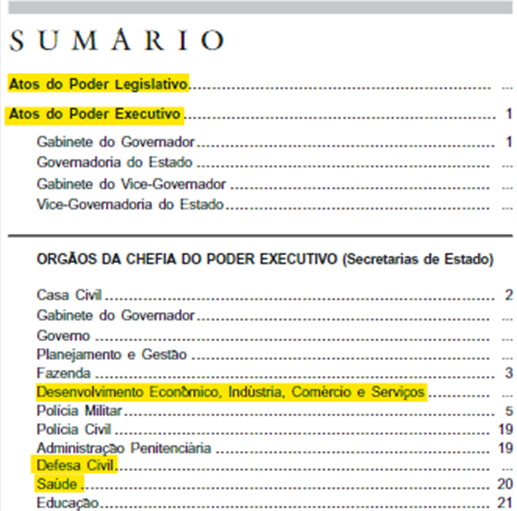 SUMÁRIO
Atos do Poder Legislativo.............................................................................. ...
Atos do Poder Executivo................................................................................ 1
Gabinete do Governador.................................................................... 1
Governadoria do Estado ..................................................................... ...
Gabinete do Vice-Governador ............................................................ ...
Vice-Governadoria do Estado............................................................. ...
ORGÃOS DA CHEFIA DO PODER EXECUTIVO (Secretarias de Estado)
Casa Civil ......................................................................................... 2
Gabinete do Governador.................................................................... ...
Governo ............................................................................................ ...
Planejamento e Gestão ...................................................................... ...
Fazenda ............................................................................................ 3
Desenvolvimento Econômico, Indústria, Comércio e Serviços.............. ...
Polícia Militar..................................................................................... 5
Polícia Civil ....................................................................................... 19
Administração Penitenciária ................................................................ 19
Defesa Civil....................................................................................... ...
Saúde ............................................................................................... 20
Educação........................................................................................... 21